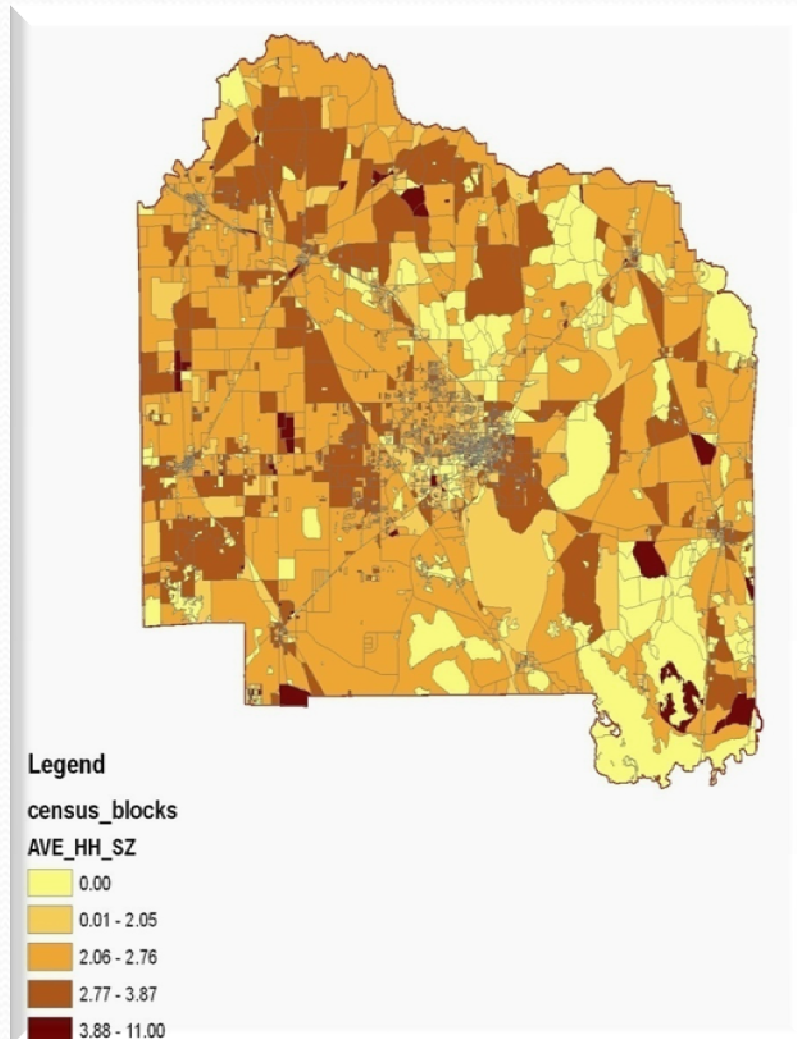 Legend
census_blocks
AVE_HH_SZ
0.00
0.01 - 2.05
2.06 - 2.76
2.77 - 3.87
3.88 - 11.00